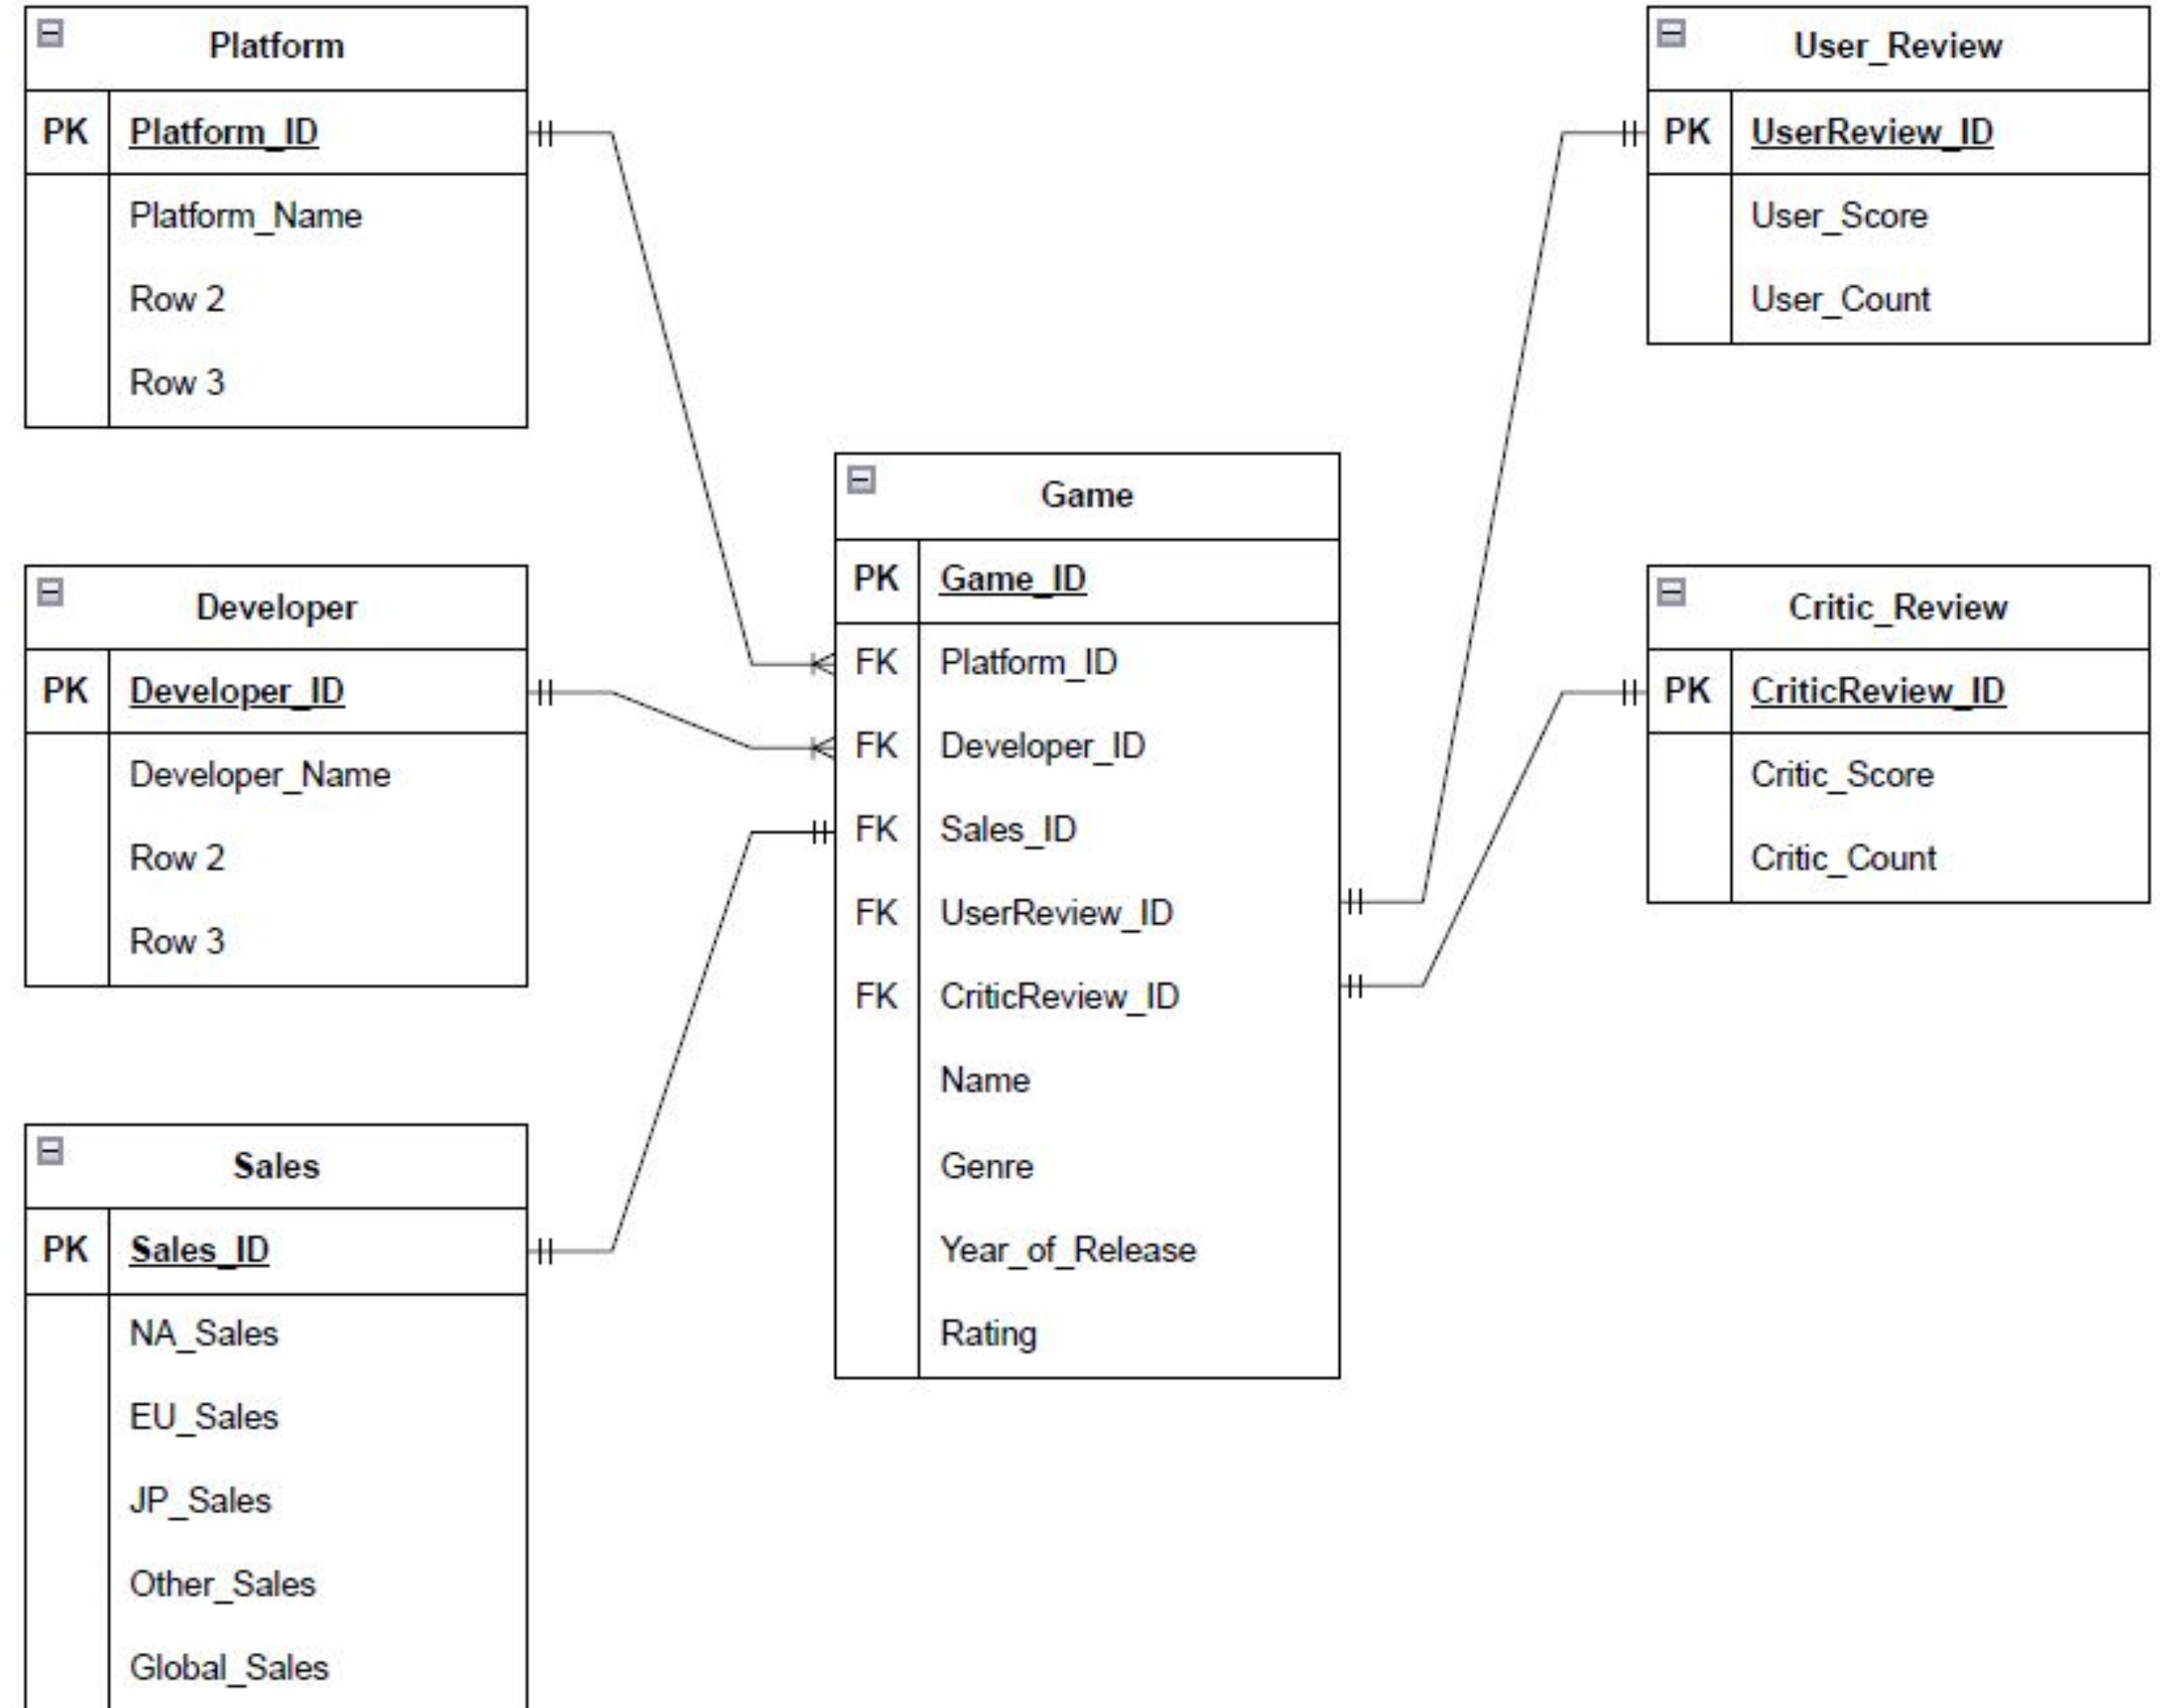 Platform
PK Platform_ID
Platform_Name
Row 2
Row 3
Developer
PK Developer_ID
Developer_Name
Row 2
Row 3
Sales
PK Sales_ID
NA_Sales
EU_Sales
JP_Sales
Other_Sales
Global_Sales
Game
PK Game_ID
FK Platform_ID
FK Developer_ID
FK Sales_ID
FK UserReview_ID
FK CriticReview_ID
Name
Genre
Year_of_Release
Rating
User_Review
PK UserReview_ID
User_Score
User_Count
Critic_Review
PK CriticReview_ID
Critic_Score
Critic_Count